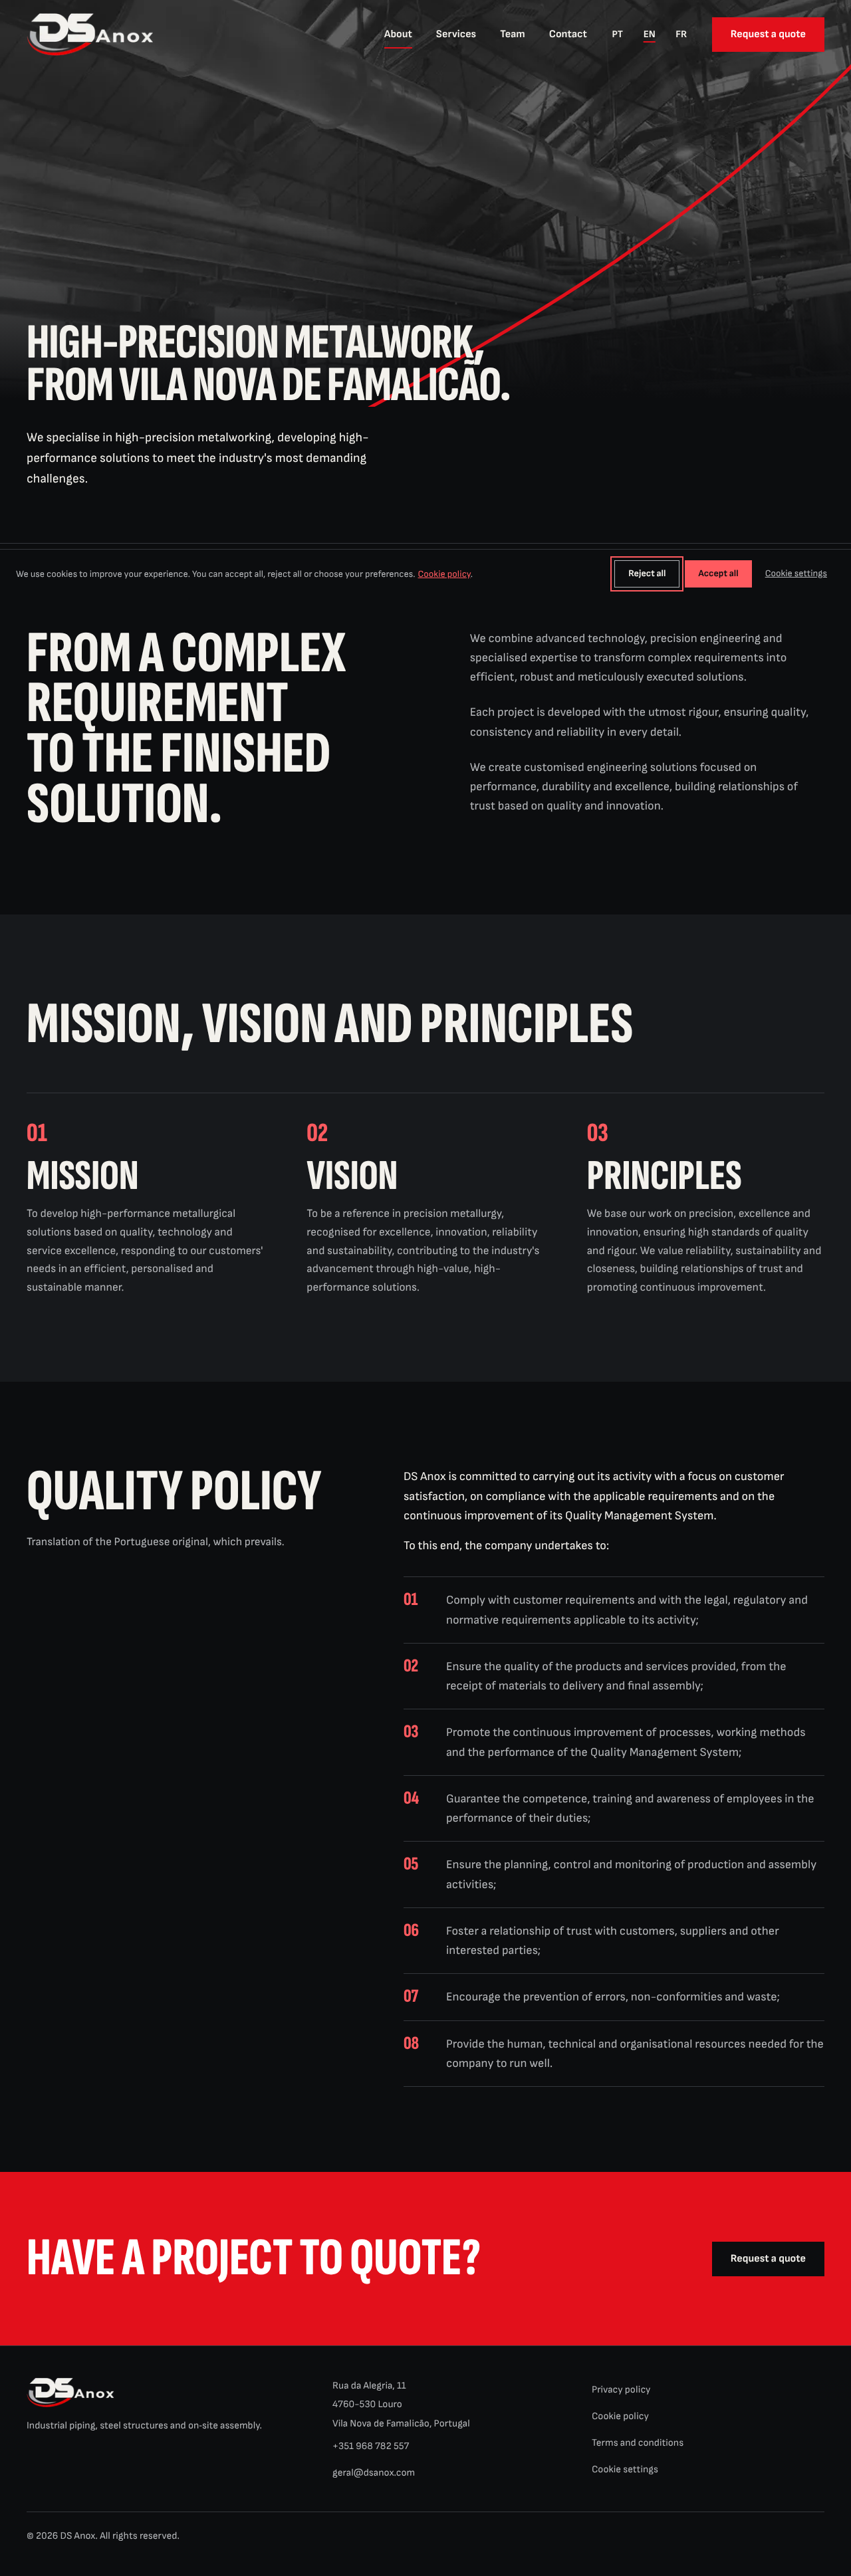 DS Anox
About
Services
Team
Contact
PT
EN
FR
Request a quote
HIGH-PRECISION METALWORK,
FROM VILA NOVA DE FAMALICÃO.
We specialise in high-precision metalworking, developing high-
performance solutions to meet the industry's most demanding
challenges.
We use cookies to improve your experience. You can accept all, reject all or choose your preferences. Cookie policy.
Reject all
Accept all
Cookie settings
FROM A COMPLEX
REQUIREMENT
TO THE FINISHED
SOLUTION.
We combine advanced technology, precision engineering and
specialised expertise to transform complex requirements into
efficient, robust and meticulously executed solutions.
Each project is developed with the utmost rigour, ensuring quality,
consistency and reliability in every detail.
We create customised engineering solutions focused on
performance, durability and excellence, building relationships of
trust based on quality and innovation.
MISSION, VISION AND PRINCIPLES
01
MISSION
To develop high-performance metallurgical
solutions based on quality, technology and
service excellence, responding to our customers'
needs in an efficient, personalised and
sustainable manner.
02
VISION
To be a reference in precision metallurgy,
recognised for excellence, innovation, reliability
and sustainability, contributing to the industry's
advancement through high-value, high-
performance solutions.
03
PRINCIPLES
We base our work on precision, excellence and
innovation, ensuring high standards of quality
and rigour. We value reliability, sustainability and
closeness, building relationships of trust and
promoting continuous improvement.
QUALITY POLICY
Translation of the Portuguese original, which prevails.
DS Anox is committed to carrying out its activity with a focus on customer
satisfaction, on compliance with the applicable requirements and on the
continuous improvement of its Quality Management System.
To this end, the company undertakes to:
01 Comply with customer requirements and with the legal, regulatory and
normative requirements applicable to its activity;
02 Ensure the quality of the products and services provided, from the
receipt of materials to delivery and final assembly;
03 Promote the continuous improvement of processes, working methods
and the performance of the Quality Management System;
04 Guarantee the competence, training and awareness of employees in the
performance of their duties;
05 Ensure the planning, control and monitoring of production and assembly
activities;
06 Foster a relationship of trust with customers, suppliers and other
interested parties;
07 Encourage the prevention of errors, non-conformities and waste;
08 Provide the human, technical and organisational resources needed for the
company to run well.
HAVE A PROJECT TO QUOTE?
Request a quote
DS Anox
Industrial piping, steel structures and on-site assembly.
Rua da Alegria, 11
4760-530 Louro
Vila Nova de Famalicão, Portugal
+351 968 782 557
geral@dsanox.com
Privacy policy
Cookie policy
Terms and conditions
Cookie settings
© 2026 DS Anox. All rights reserved.